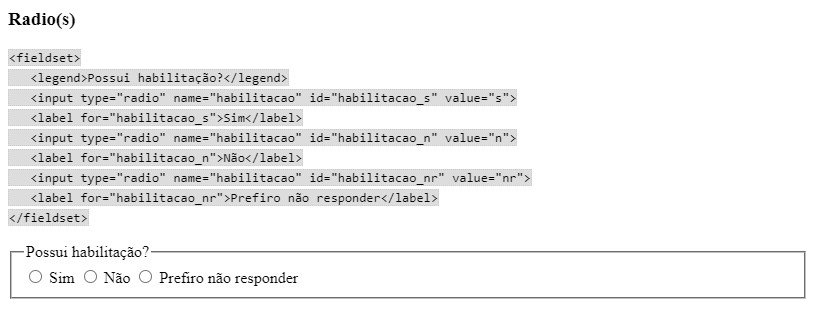 Radio(s)
<fieldset>
<legend>Possui habilitação?</legend>
<input type="radio" name="habilitacao" id="habilitacao_s" value="s">
<label for="habilitacao_s">Sim</label>
<input type="radio" name="habilitacao" id="habilitacao_n" value="n">
<label for="habilitacao_n">Não</label>
<input type="radio" name="habilitacao" id="habilitacao_nr" value="nr">
<label for="habilitacao_nr">Prefiro não responder</label>
</fieldset>
Possui habilitação?
Sim Não Prefiro não responder